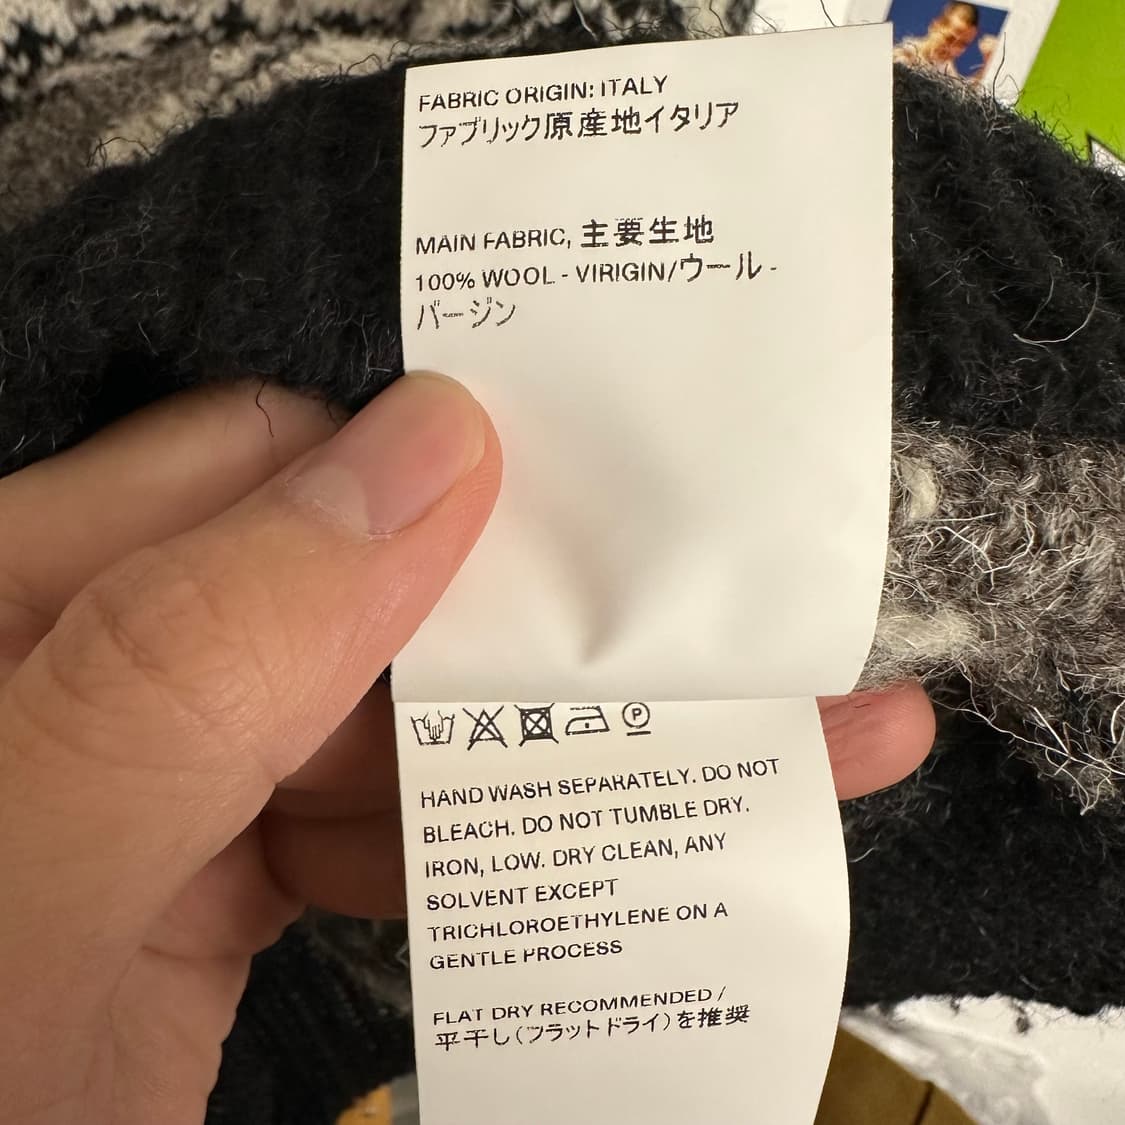 FABRIC ORIGIN: ITALY
ファブリック原産地イタリア
MAIN FABRIC, 主要生地
100% WOOL - VIRIGIN/ウール -
バージン
P
HAND WASH SEPARATELY. DO NOT
BLEACH. DO NOT TUMBLE DRY.
IRON, LOW. DRY CLEAN, ANY
SOLVENT EXCEPT
TRICHLOROETHYLENE ON A
GENTLE PROCESS
FLAT DRY RECOMMENDED /
平干し(フラットドライ)を推奨